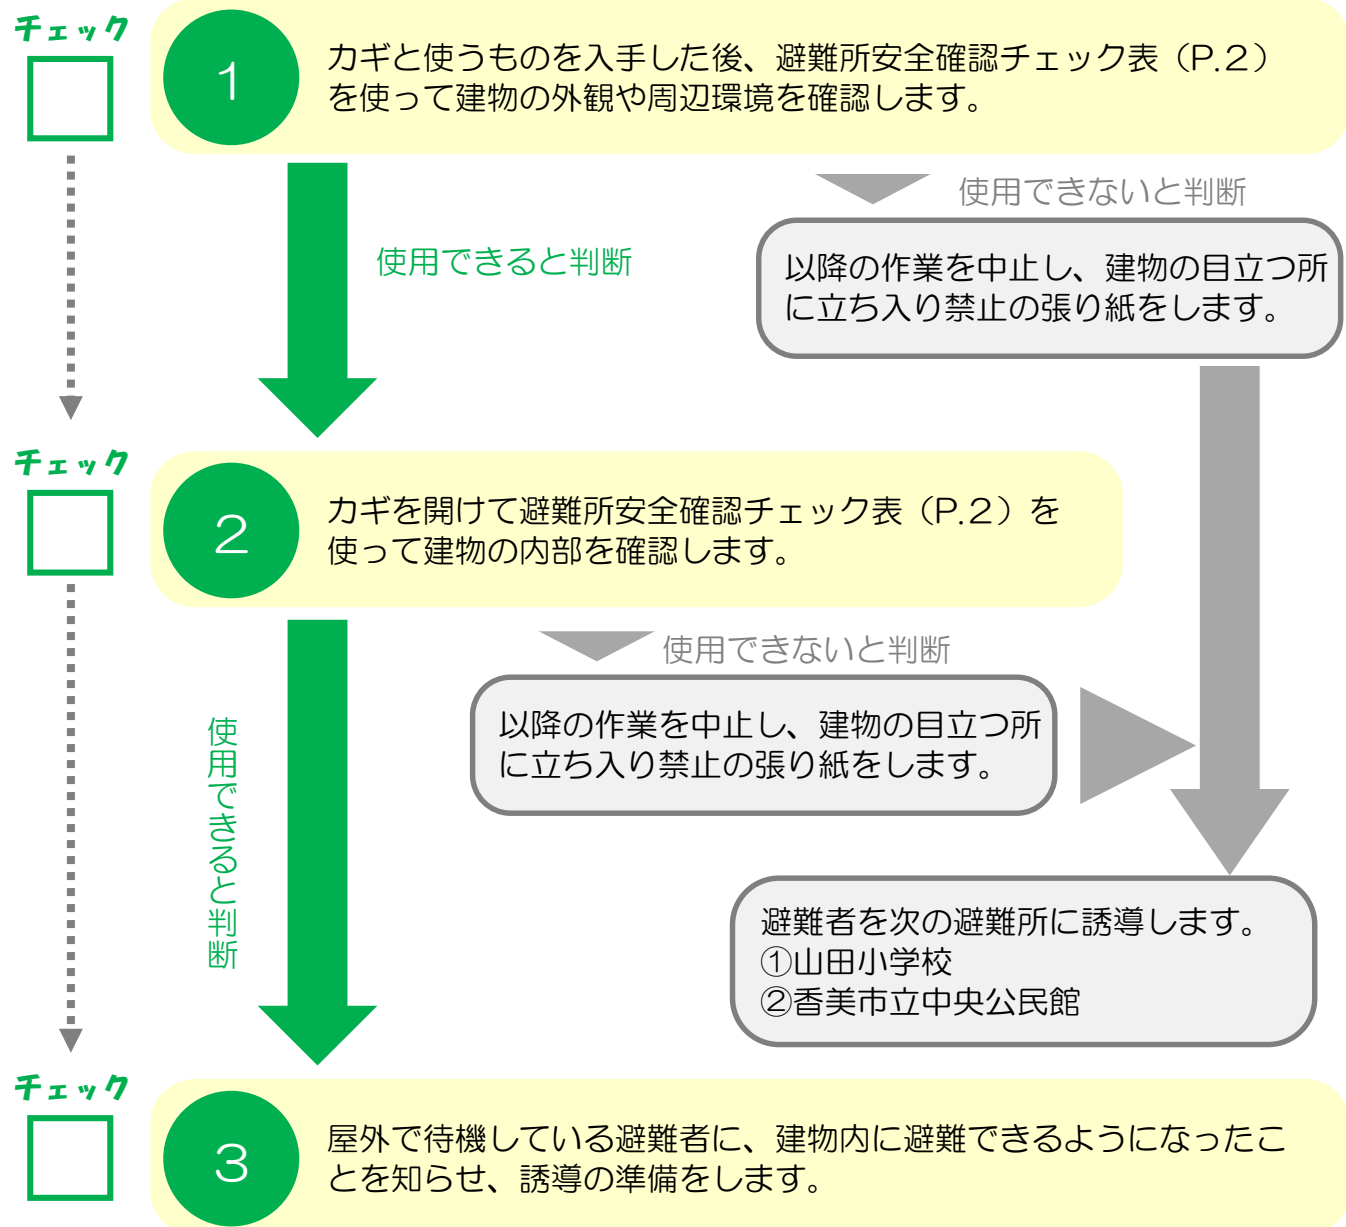 チェック
1
カギと使うものを入手した後、避難所安全確認チェック表（P.2）
を使って建物の外観や周辺環境を確認します。
使用できないと判断
使用できると判断
以降の作業を中止し、建物の目立つ所
に立ち入り禁止の張り紙をします。
チェック
2
カギを開けて避難所安全確認チェック表（P.2）を
使って建物の内部を確認します。
使用できないと判断
使用できると判断
以降の作業を中止し、建物の目立つ所
に立ち入り禁止の張り紙をします。
避難者を次の避難所に誘導します。
①山田小学校
②香美市立中央公民館
チェック
3
屋外で待機している避難者に、建物内に避難できるようになったこ
とを知らせ、誘導の準備をします。